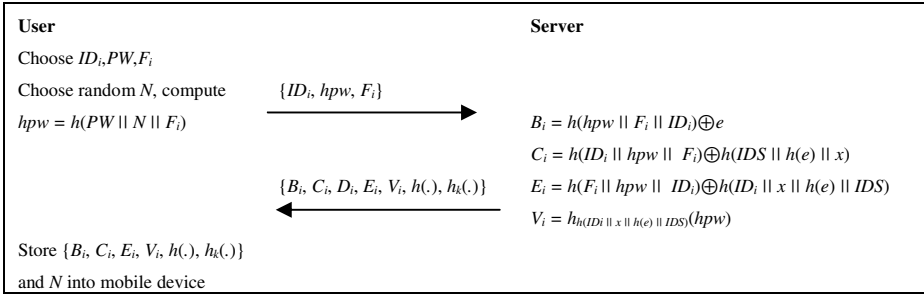 User
Server
Choose IDᵢ,PW,Fᵢ
Choose random N, compute
{IDᵢ, hpw, Fᵢ}
hpw = h(PW || N || Fᵢ)
Bᵢ = h(hpw || Fᵢ || IDᵢ)⊕e
Cᵢ = h(IDᵢ || hpw || Fᵢ)⊕h(IDS || h(e) || x)
{Bᵢ, Cᵢ, Dᵢ, Eᵢ, Vᵢ, h(.), hₖ(.)}
Eᵢ = h(Fᵢ || hpw || IDᵢ)⊕h(IDᵢ || x || h(e) || IDS)
Vᵢ = h_{h(IDi || x || h(e) || IDS)}(hpw)
Store {Bᵢ, Cᵢ, Eᵢ, Vᵢ, h(.), hₖ(.)}
and N into mobile device